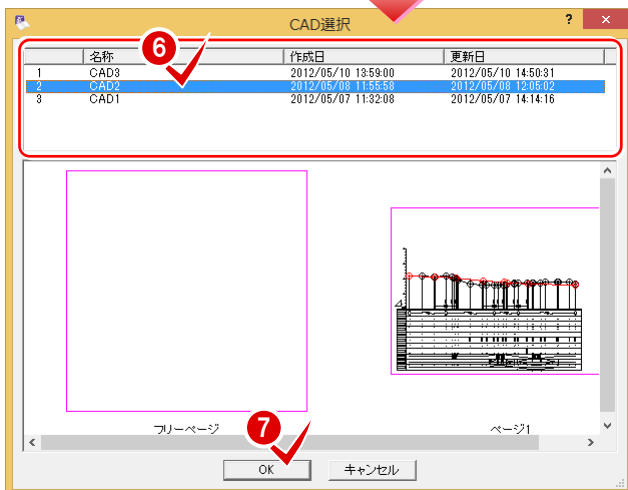 CAD選択
? ×
6
名称 作成日 更新日
1 CAD3 2012/05/10 13:59:00 2012/05/10 14:50:31
2 CAD2 2012/05/08 11:55:58 2012/05/08 12:05:02
3 CAD1 2012/05/07 11:32:08 2012/05/07 14:14:16
フリーページ ページ1
7
OK キャンセル